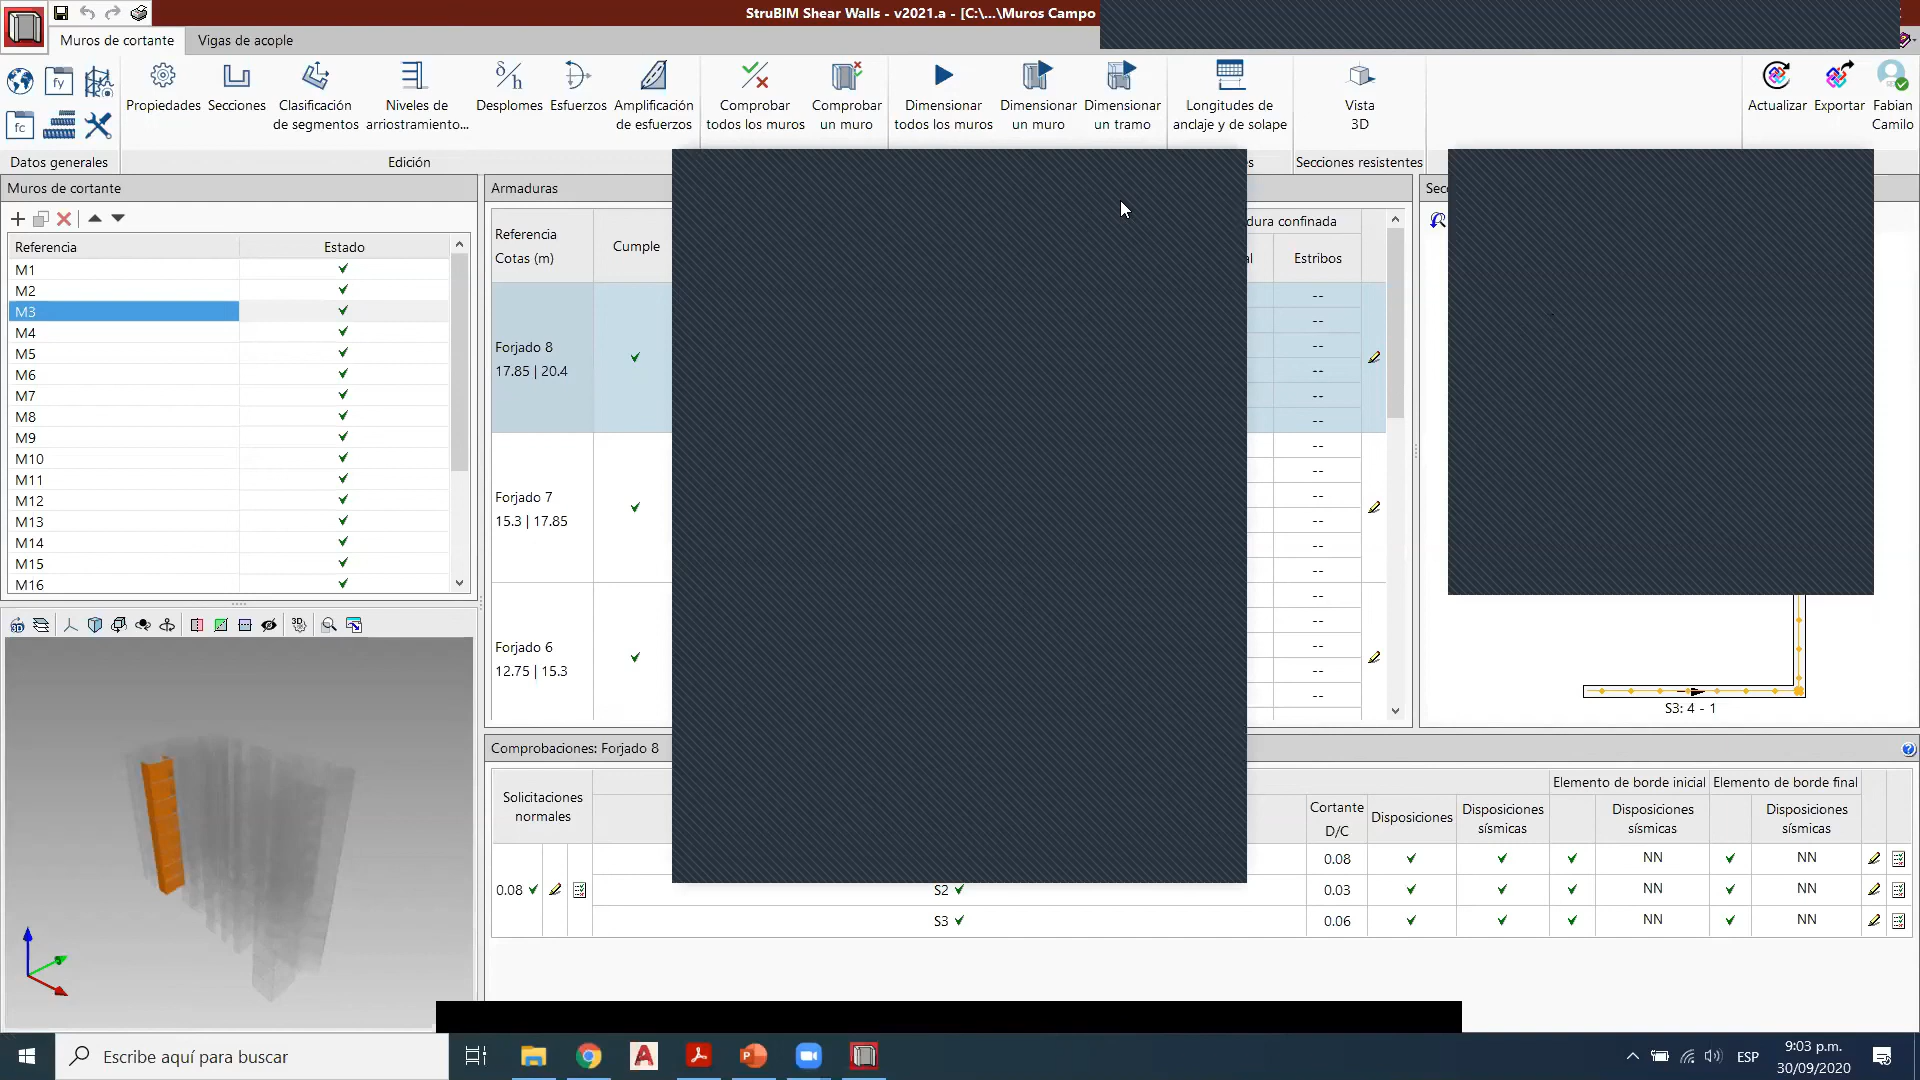 StruBIM Shear Walls - v2021.a - [C:\...\Muros Campo
Muros de cortante
Vigas de acople
Propiedades
Secciones
Clasificación
de segmentos
Niveles de
arriostramiento...
Desplomes
Esfuerzos
Amplificación
de esfuerzos
Comprobar
todos los muros
Comprobar
un muro
Dimensionar
todos los muros
Dimensionar
un muro
Dimensionar
un tramo
Longitudes de
anclaje y de solape
Vista
3D
Actualizar
Exportar
Fabian
Camilo
Datos generales
Edición
Secciones resistentes
Muros de cortante
Referencia Estado
M1
M2
M3
M4
M5
M6
M7
M8
M9
M10
M11
M12
M13
M14
M15
M16
Armaduras
Referencia
Cotas (m)
Cumple
dura confinada
al
Estribos
Forjado 8
17.85 | 20.4
--
--
--
--
--
--
Forjado 7
15.3 | 17.85
--
--
--
--
--
--
Forjado 6
12.75 | 15.3
--
--
--
--
--
Sec
S3: 4 - 1
Comprobaciones: Forjado 8
Solicitaciones
normales
Cortante
D/C
Disposiciones
Disposiciones
sísmicas
Elemento de borde inicial
Disposiciones
sísmicas
Elemento de borde final
Disposiciones
sísmicas
0.08
0.08 NN NN
S2 0.03 NN NN
S3 0.06 NN NN
Escribe aquí para buscar
ESP
9:03 p.m.
30/09/2020